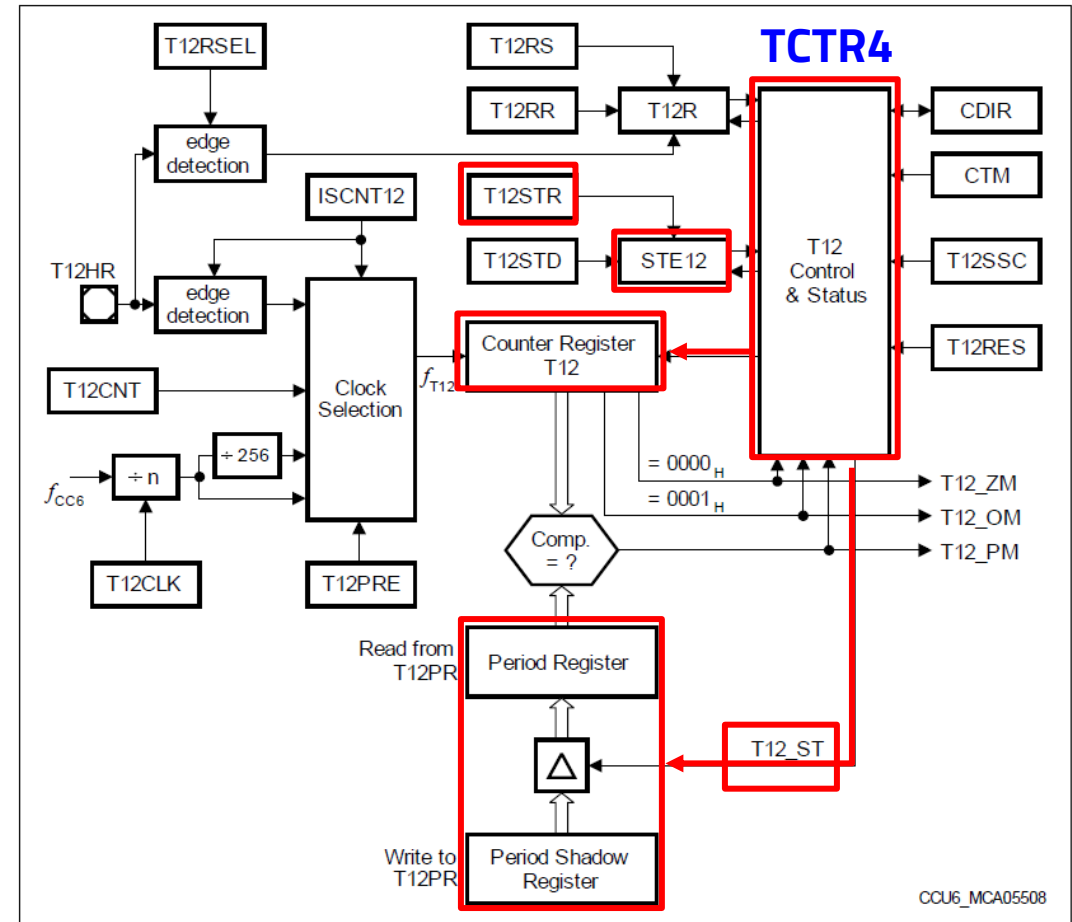 TCTR4
T12RSEL
T12RS
T12RR
T12R
CDIR
edge
detection
CTM
ISCNT12
T12STR
T12STD
STE12
T12
Control
& Status
T12SSC
T12HR
edge
detection
Counter Register
T12
T12RES
T12CNT
Clock
Selection
fT12
÷ 256
÷ n
fCC6
= 0000H
= 0001H
T12_ZM
T12_OM
T12_PM
Comp.
= ?
T12CLK
T12PRE
Read from
T12PR
Period Register
T12_ST
Δ
Write to
T12PR
Period Shadow
Register
CCU6_MCA05508